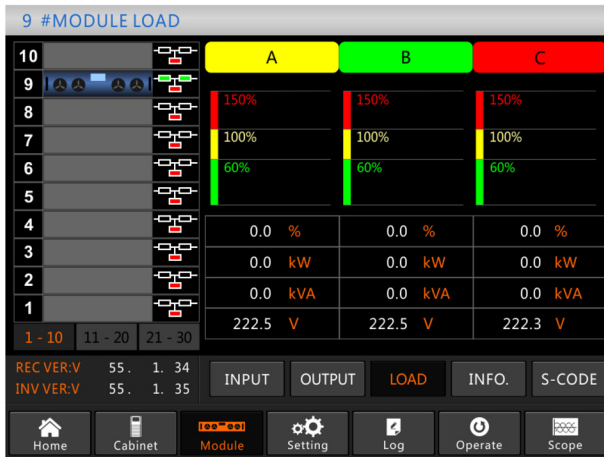 9 #MODULE LOAD
10
9
8
7
6
5
4
3
2
1
1 - 10 11 - 20 21 - 30
A B C
150% 150% 150%
100% 100% 100%
60% 60% 60%
0.0 % 0.0 % 0.0 %
0.0 kW 0.0 kW 0.0 kW
0.0 kVA 0.0 kVA 0.0 kVA
222.5 V 222.5 V 222.3 V
REC VER:V 55. 1. 34
INV VER:V 55. 1. 35
INPUT OUTPUT LOAD INFO. S-CODE
Home Cabinet Module Setting Log Operate Scope